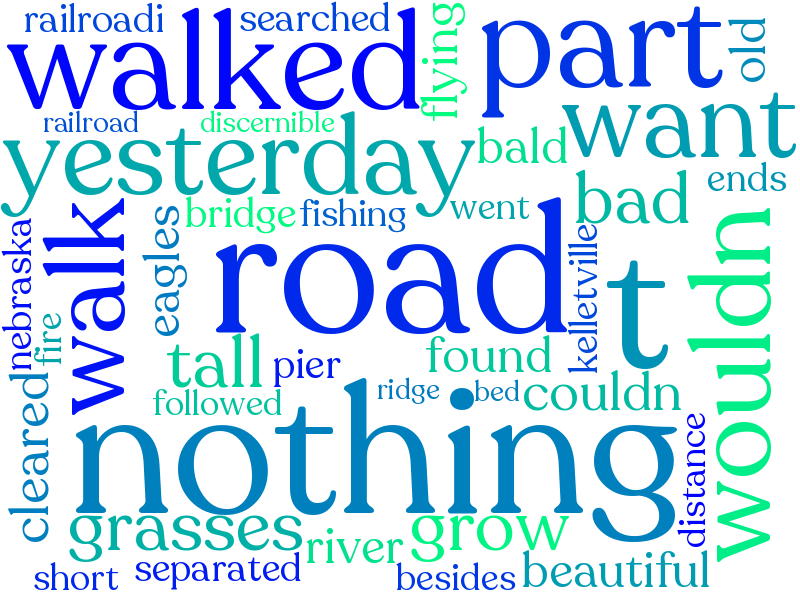 railroadi
searched
flying
part
old
walked
railroad
discernible
want
yesterday
bald
ends
bridge
fishing
went
bad
nebraska
walk
eagles
road
kelletville
t
wouldn
fire
tall
pier
found
cleared
followed
ridge
bed
couldn
nothing
distance
grasses
river
grow
short
separated
besides
beautiful